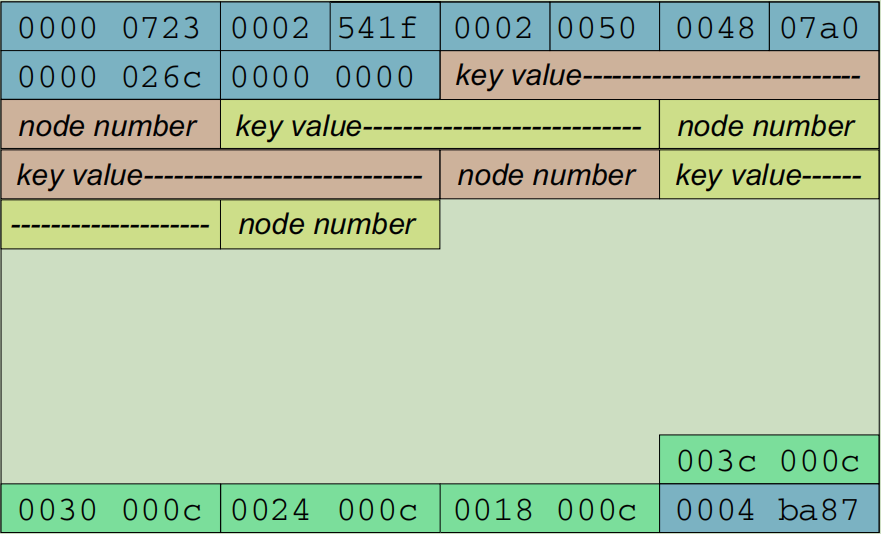 0000 0723 0002 541f 0002 0050 0048 07a0
0000 026c 0000 0000 key value----------------------------
node number key value---------------------------- node number
key value---------------------------- node number key value------
-------------------- node number
003c 000c
0030 000c 0024 000c 0018 000c 0004 ba87